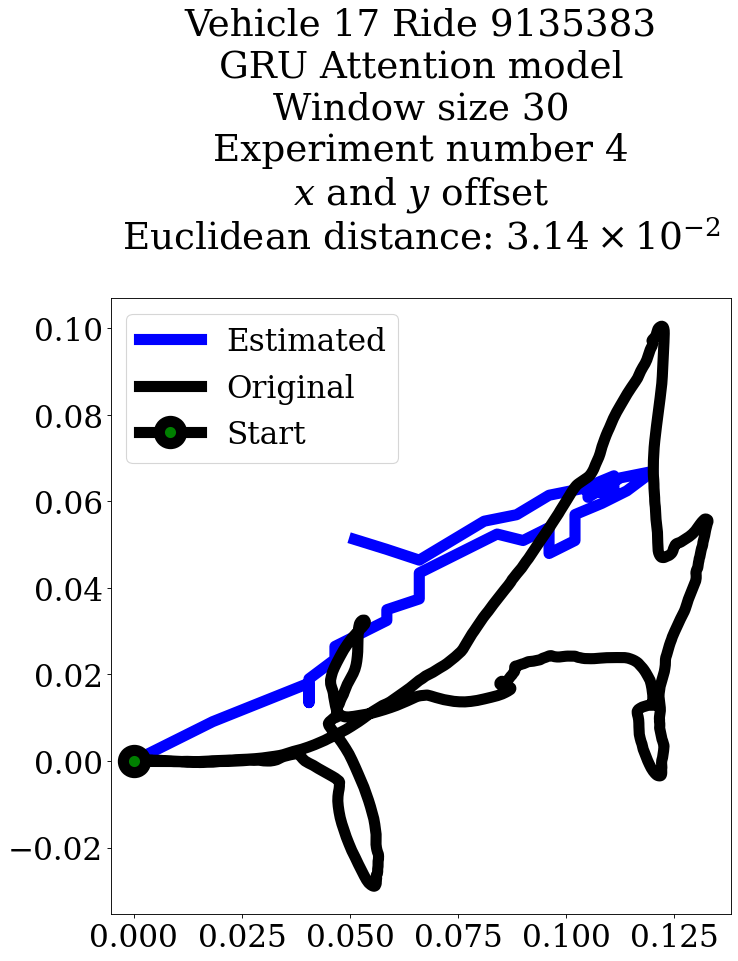 Vehicle 17 Ride 9135383
GRU Attention model
Window size 30
Experiment number 4
x and y offset
Euclidean distance: 3.14 × 10⁻²
Estimated
Original
Start
0.10
0.08
0.06
0.04
0.02
0.00
−0.02
0.000 0.025 0.050 0.075 0.100 0.125